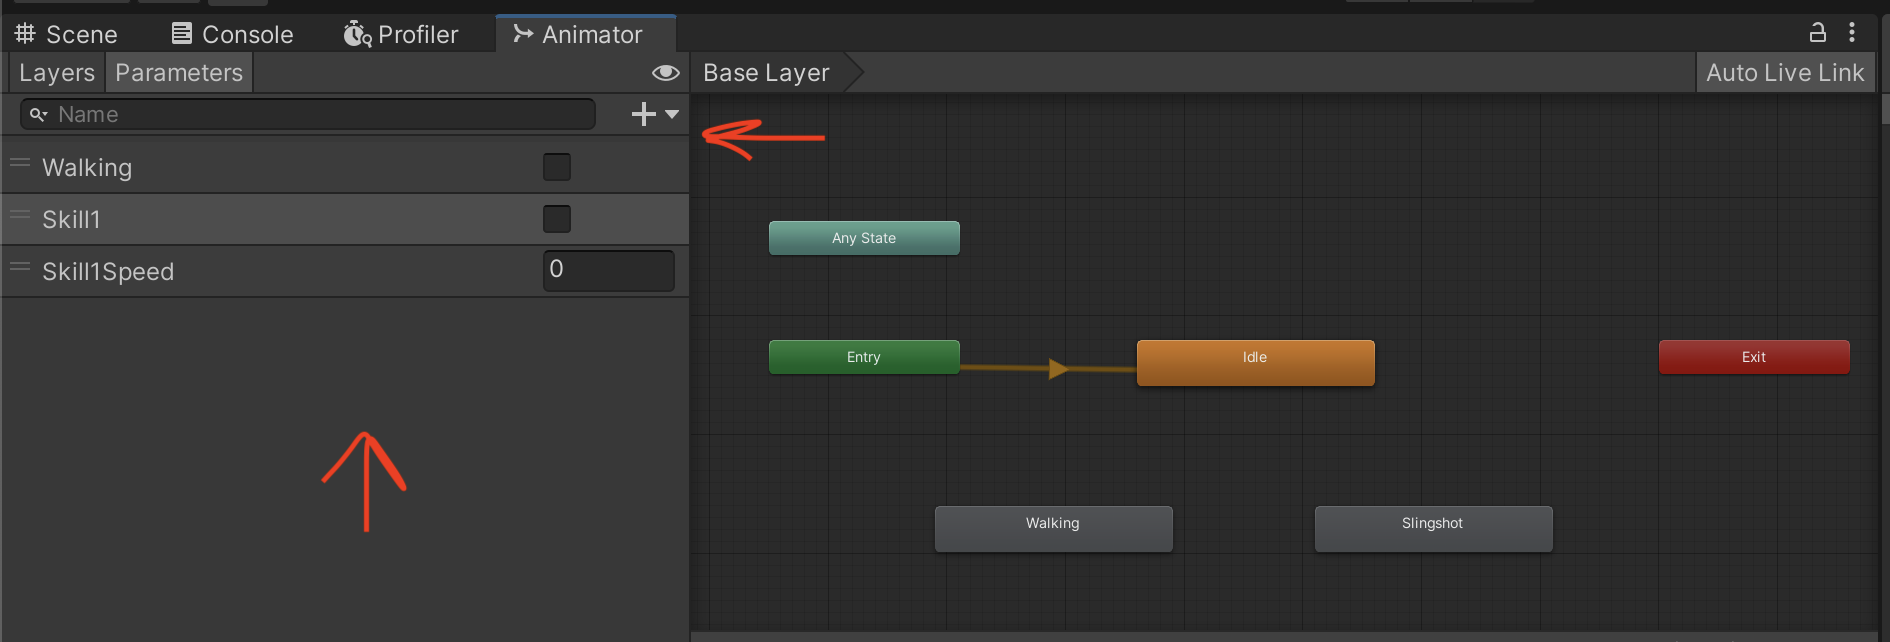 Scene Console Profiler Animator
Layers Parameters Base Layer Auto Live Link
Name
Walking
Skill1
Skill1Speed 0
Any State
Entry Idle Exit
Walking Slingshot